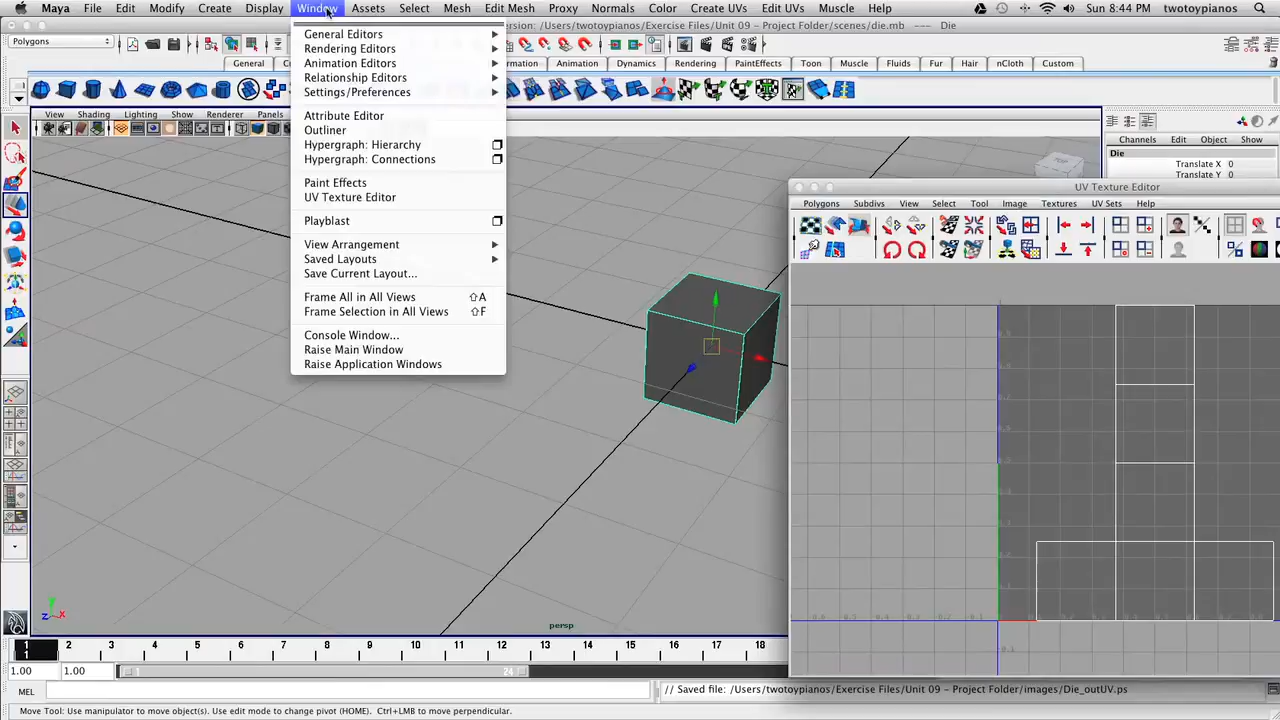 Maya File Edit Modify Create Display Window Assets Select Mesh Edit Mesh Proxy Normals Color Create UVs Edit UVs Muscle Help Sun 8:44 PM twotoypianos
ersion: /Users/twotoypianos/Exercise Files/Unit 09 - Project Folder/scenes/die.mb - Die
Polygons
General
rmation Animation Dynamics Rendering PaintEffects Toon Muscle Fluids Fur Hair nCloth Custom
View Shading Lighting Show Renderer Panels
General Editors
Rendering Editors
Animation Editors
Relationship Editors
Settings/Preferences
Attribute Editor
Outliner
Hypergraph: Hierarchy
Hypergraph: Connections
Paint Effects
UV Texture Editor
Playblast
View Arrangement
Saved Layouts
Save Current Layout...
Frame All in All Views ⇧A
Frame Selection in All Views ⇧F
Console Window...
Raise Main Window
Raise Application Windows
Channels Edit Object Show
Die
Translate X 0
Translate Y 0
UV Texture Editor
Polygons Subdivs View Select Tool Image Textures UV Sets Help
z x
persp
1 2 3 4 5 6 7 8 9 10 11 12 13 14 15 16 17 18
1
1.00 1.00 24
MEL
// Saved file: /Users/twotoypianos/Exercise Files/Unit 09 - Project Folder/images/Die_outUV.ps
Move Tool: Use manipulator to move object(s). Use edit mode to change pivot (HOME). Ctrl+LMB to move perpendicular.